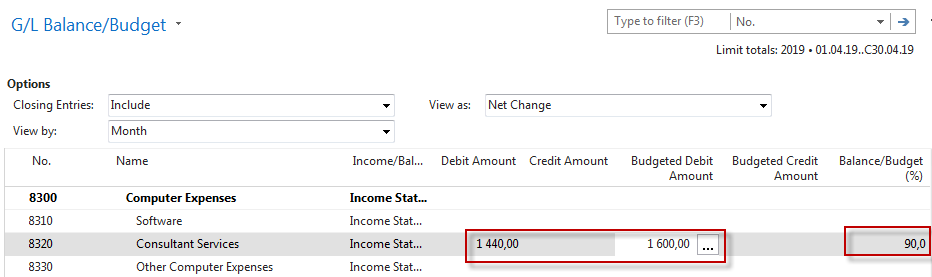 G/L Balance/Budget
Type to filter (F3) No.
Limit totals: 2019 • 01.04.19..C30.04.19
Options
Closing Entries: Include View as: Net Change
View by: Month
No. Name Income/Bal... Debit Amount Credit Amount Budgeted Debit Amount Budgeted Credit Amount Balance/Budget (%)
8300 Computer Expenses Income Stat...
8310 Software Income Stat...
8320 Consultant Services Income Stat... 1 440,00 1 600,00 ... 90,0
8330 Other Computer Expenses Income Stat...